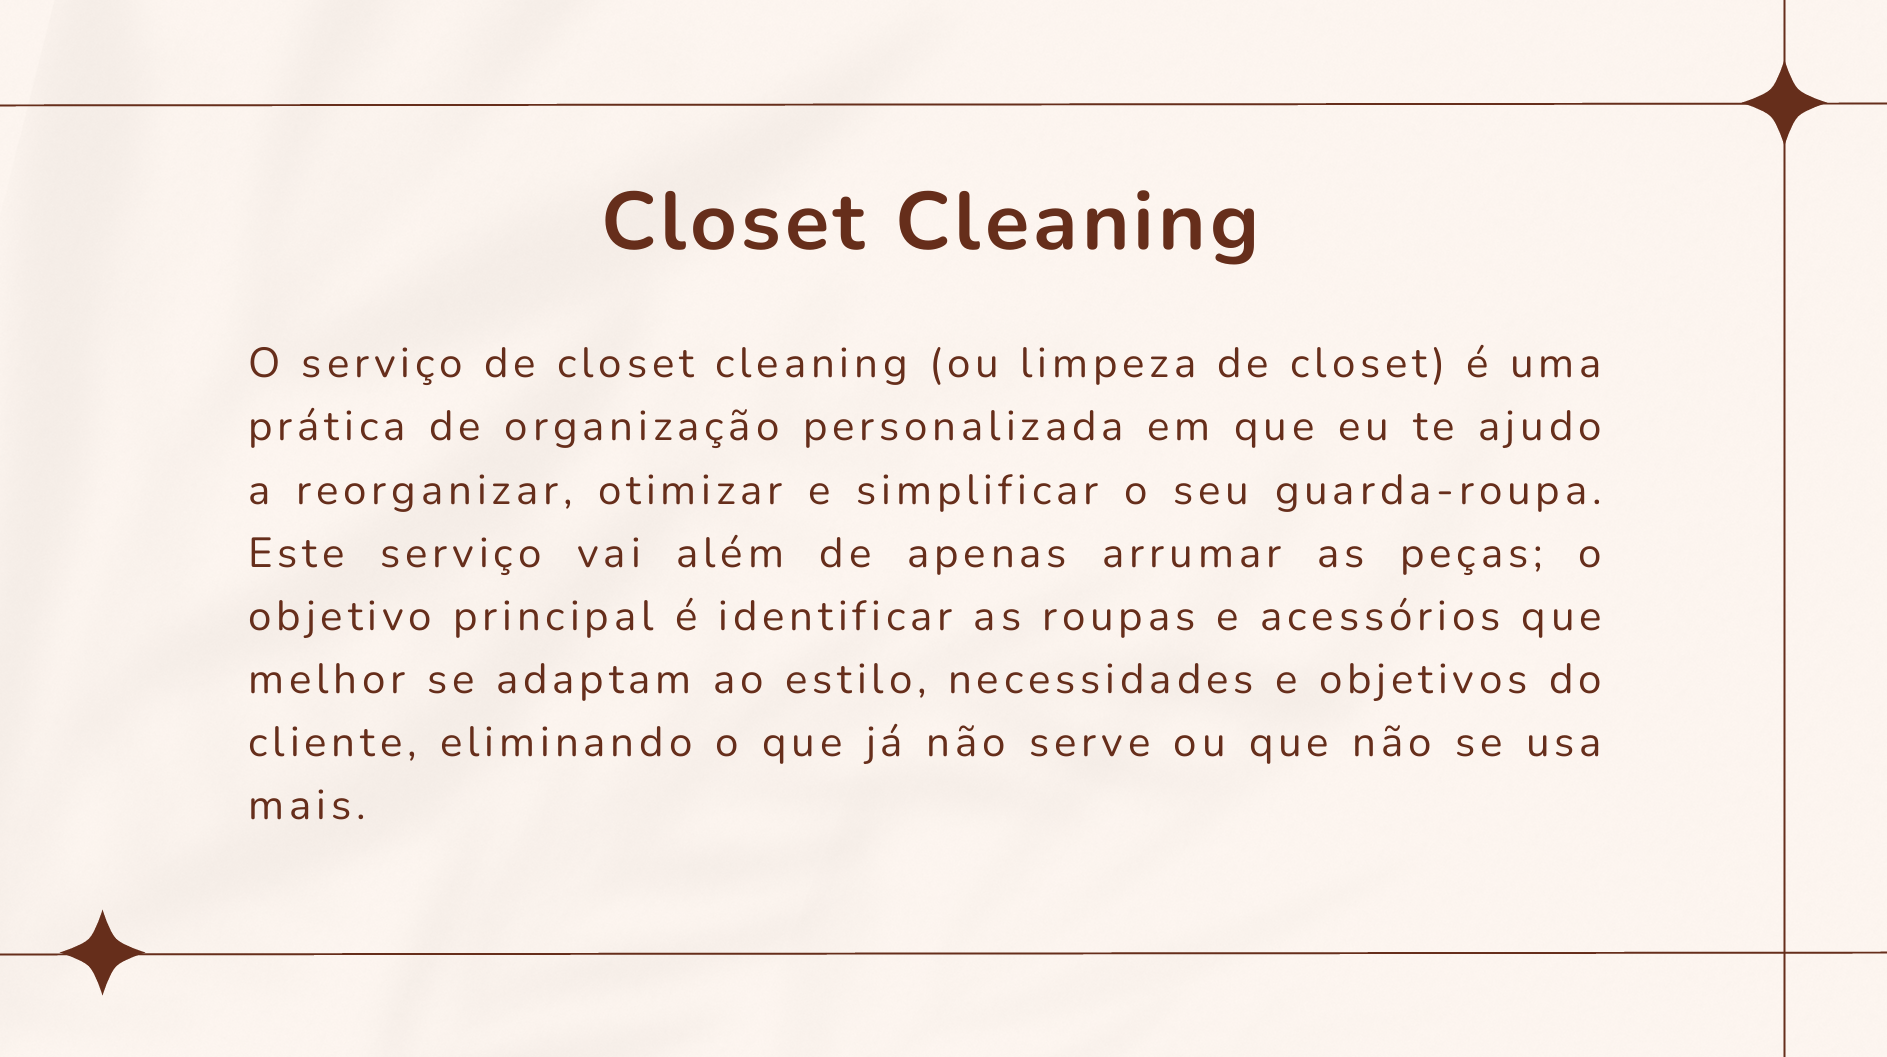 Closet Cleaning
O serviço de closet cleaning (ou limpeza de closet) é uma
prática de organização personalizada em que eu te ajudo
a reorganizar, otimizar e simplificar o seu guarda-roupa.
Este serviço vai além de apenas arrumar as peças; o
objetivo principal é identificar as roupas e acessórios que
melhor se adaptam ao estilo, necessidades e objetivos do
cliente, eliminando o que já não serve ou que não se usa
mais.